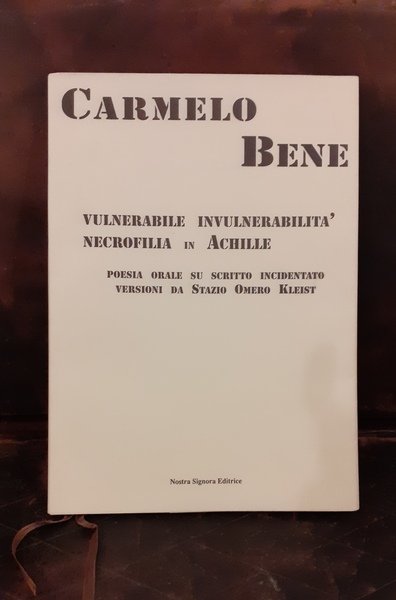 CARMELO
BENE
VULNERABILE INVULNERABILITA'
NECROFILIA IN ACHILLE
POESIA ORALE SU SCRITTO INCIDENTATO
VERSIONI DA STAZIO OMERO KLEIST
Nostra Signora Editrice